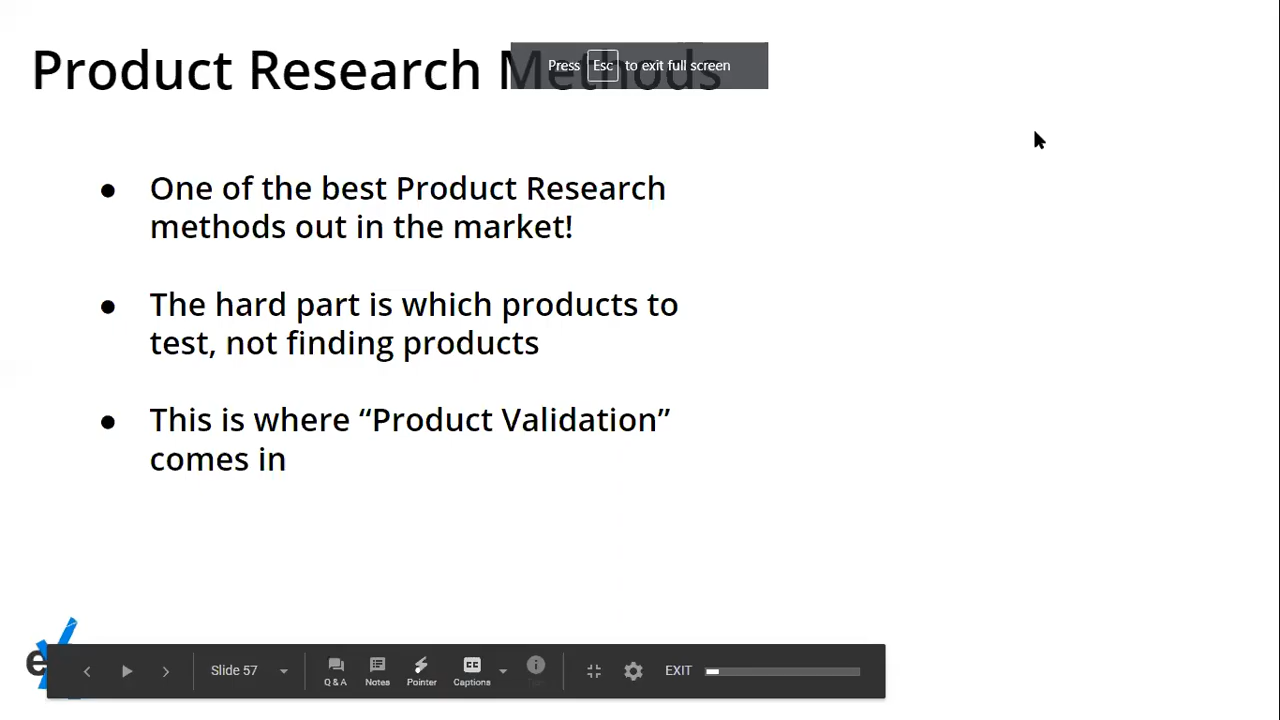 Product Research Methods
Press Esc to exit full screen
● One of the best Product Research
methods out in the market!
● The hard part is which products to
test, not finding products
● This is where “Product Validation”
comes in
e
Slide 57
Q & A Notes Pointer CC Captions EXIT